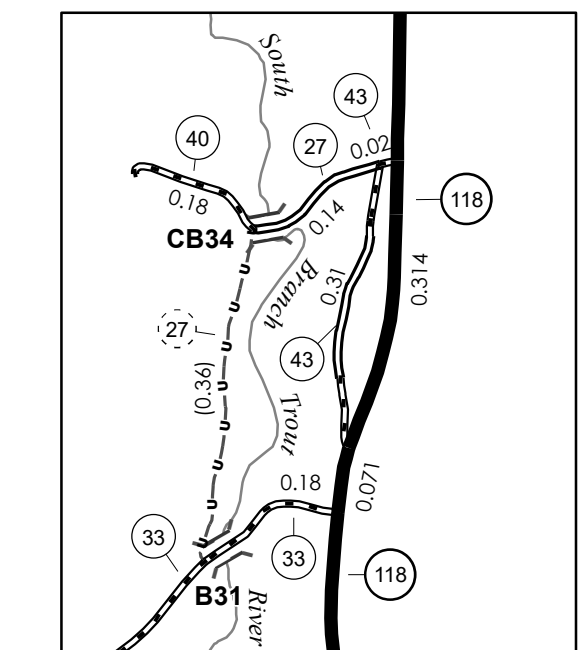 South
43
40
27
0.02
0.18
118
0.14
CB34
Branch
0.31
0.314
27
43
(0.36)
Trout
0.18
0.071
33
33
118
B31
River